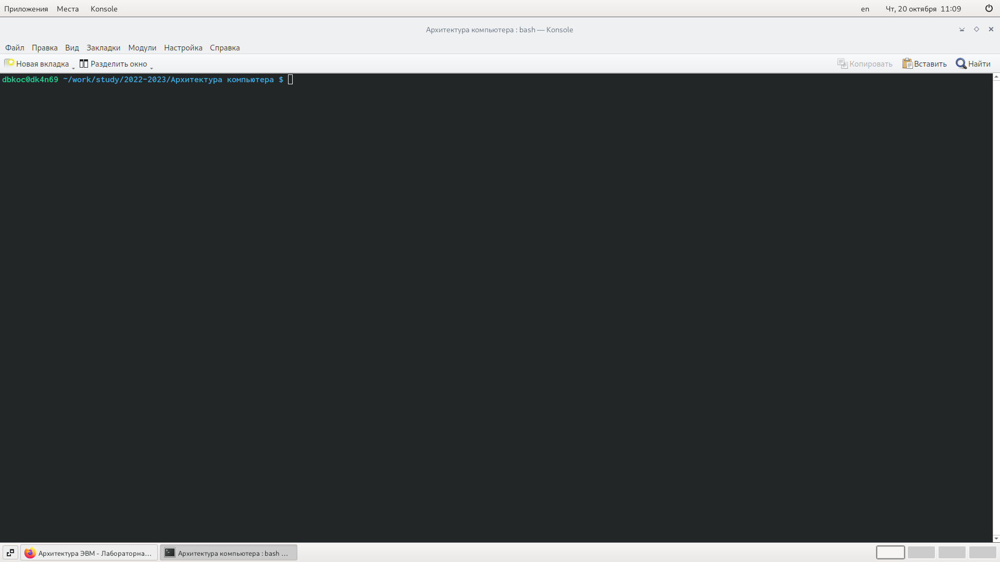 Приложения Места Konsole en Чт, 20 октября 11:09
Архитектура компьютера : bash — Konsole
Файл Правка Вид Закладки Модули Настройка Справка
Новая вкладка Разделить окно Копировать Вставить Найти
dbkoc@dk4n69 ~/work/study/2022-2023/Архитектура компьютера $
Архитектура ЭВМ - Лабораторна… Архитектура компьютера : bash …